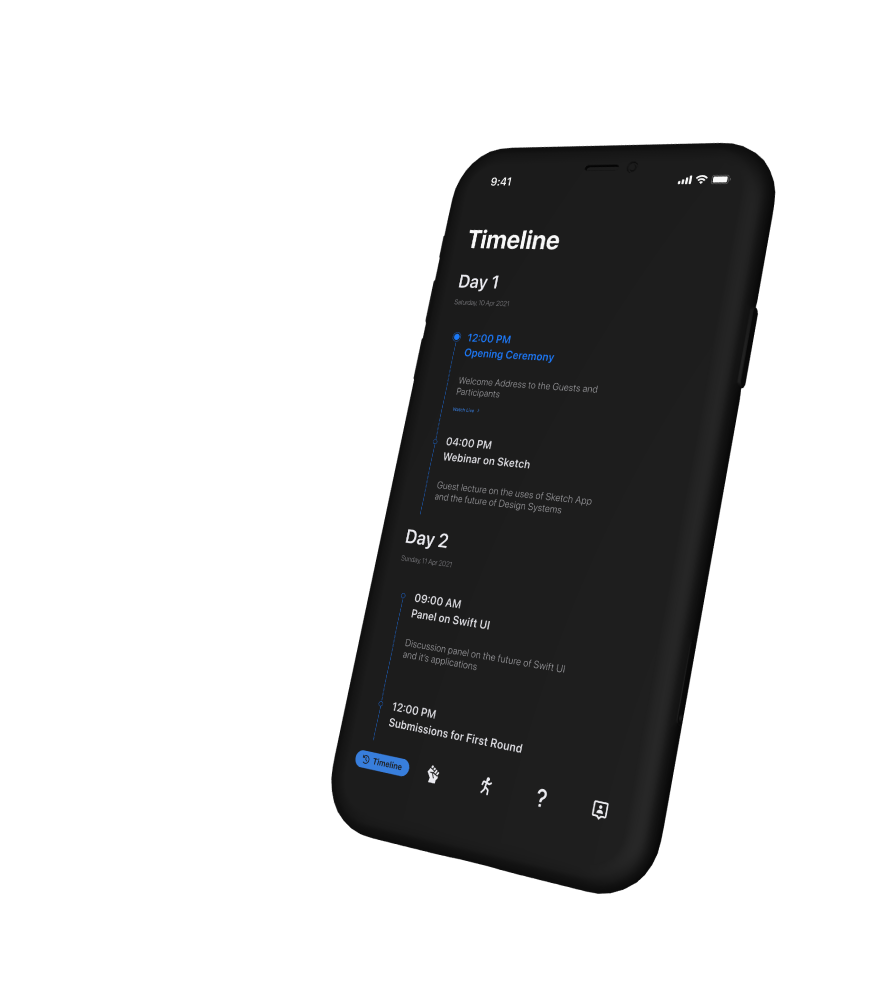 9:41
Timeline
Day 1
Saturday, 10 Apr 2021
12:00 PM
Opening Ceremony
Welcome Address to the Guests and
Participants
Watch Live
04:00 PM
Webinar on Sketch
Guest lecture on the uses of Sketch App
and the future of Design Systems
Day 2
Sunday, 11 Apr 2021
09:00 AM
Panel on Swift UI
Discussion panel on the future of Swift UI
and it's applications
12:00 PM
Submissions for First Round
Timeline